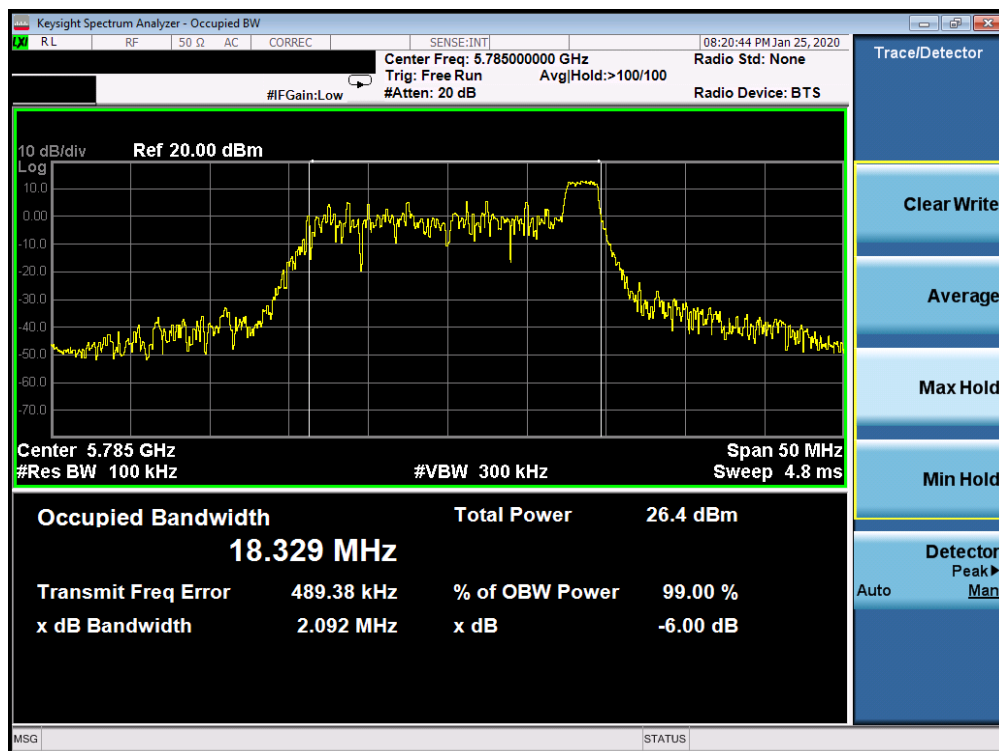 Keysight Spectrum Analyzer - Occupied BW
LXI RL RF 50 Ω AC CORREC SENSE:INT 08:20:44 PM Jan 25, 2020
Center Freq: 5.785000000 GHz Radio Std: None
Trig: Free Run Avg|Hold:>100/100
#IFGain:Low #Atten: 20 dB Radio Device: BTS
Trace/Detector
10 dB/div Ref 20.00 dBm
Log
10.0
0.00
-10.0
-20.0
-30.0
-40.0
-50.0
-60.0
-70.0
Center 5.785 GHz Span 50 MHz
#Res BW 100 kHz #VBW 300 kHz Sweep 4.8 ms
Occupied Bandwidth Total Power 26.4 dBm
18.329 MHz
Transmit Freq Error 489.38 kHz % of OBW Power 99.00 %
x dB Bandwidth 2.092 MHz x dB -6.00 dB
Clear Write
Average
Max Hold
Min Hold
Detector
Peak▶
Auto Man
MSG STATUS